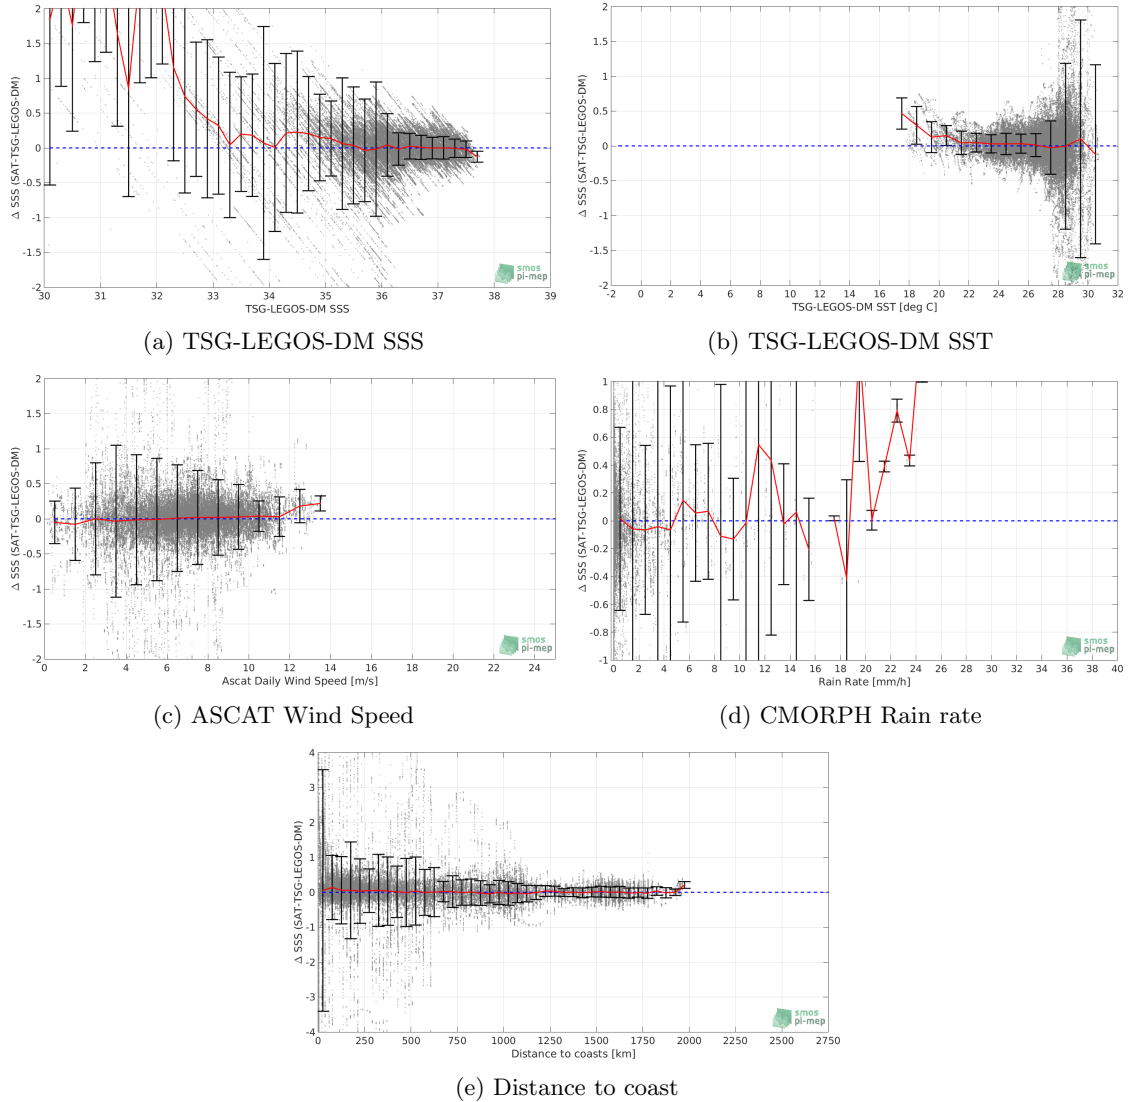 2
1.5
1
0.5
0
-0.5
-1
-1.5
-2
Δ SSS (SAT-TSG-LEGOS-DM)
30 31 32 33 34 35 36 37 38 39
TSG-LEGOS-DM SSS
smos
pi-mep
(a) TSG-LEGOS-DM SSS
2
1.5
1
0.5
0
-0.5
-1
-1.5
-2
Δ SSS (SAT-TSG-LEGOS-DM)
-2 0 2 4 6 8 10 12 14 16 18 20 22 24 26 28 30 32
TSG-LEGOS-DM SST [deg C]
smos
pi-mep
(b) TSG-LEGOS-DM SST
2
1.5
1
0.5
0
-0.5
-1
-1.5
-2
Δ SSS (SAT-TSG-LEGOS-DM)
0 2 4 6 8 10 12 14 16 18 20 22 24
Ascat Daily Wind Speed [m/s]
smos
pi-mep
(c) ASCAT Wind Speed
1
0.8
0.6
0.4
0.2
0
-0.2
-0.4
-0.6
-0.8
-1
Δ SSS (SAT-TSG-LEGOS-DM)
0 2 4 6 8 10 12 14 16 18 20 22 24 26 28 30 32 34 36 38 40
Rain Rate [mm/h]
smos
pi-mep
(d) CMORPH Rain rate
4
3
2
1
0
-1
-2
-3
-4
Δ SSS (SAT-TSG-LEGOS-DM)
0 250 500 750 1000 1250 1500 1750 2000 2250 2500 2750
Distance to coasts [km]
smos
pi-mep
(e) Distance to coast